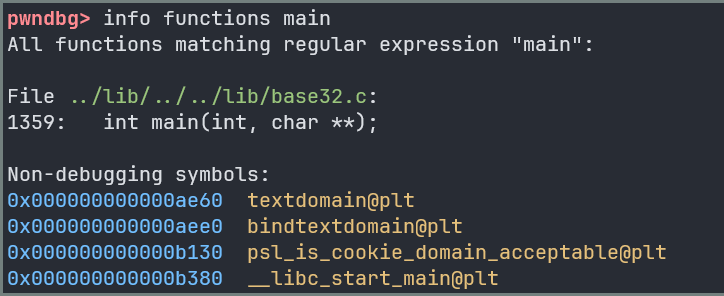 pwndbg> info functions main
All functions matching regular expression "main":
File ../lib/../../lib/base32.c:
1359:   int main(int, char **);
Non-debugging symbols:
0x000000000000ae60  textdomain@plt
0x000000000000aee0  bindtextdomain@plt
0x000000000000b130  psl_is_cookie_domain_acceptable@plt
0x000000000000b380  __libc_start_main@plt